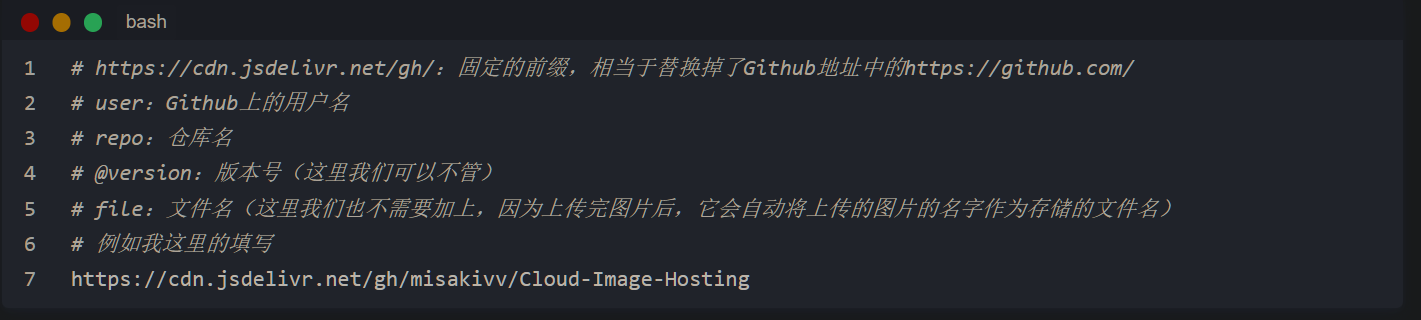 bash
1 # https://cdn.jsdelivr.net/gh/：固定的前缀，相当于替换掉了Github地址中的https://github.com/
2 # user：Github上的用户名
3 # repo：仓库名
4 # @version：版本号（这里我们可以不管）
5 # file：文件名（这里我们也不需要加上，因为上传完图片后，它会自动将上传的图片的名字作为存储的文件名）
6 # 例如我这里的填写
7 https://cdn.jsdelivr.net/gh/misakivv/Cloud-Image-Hosting